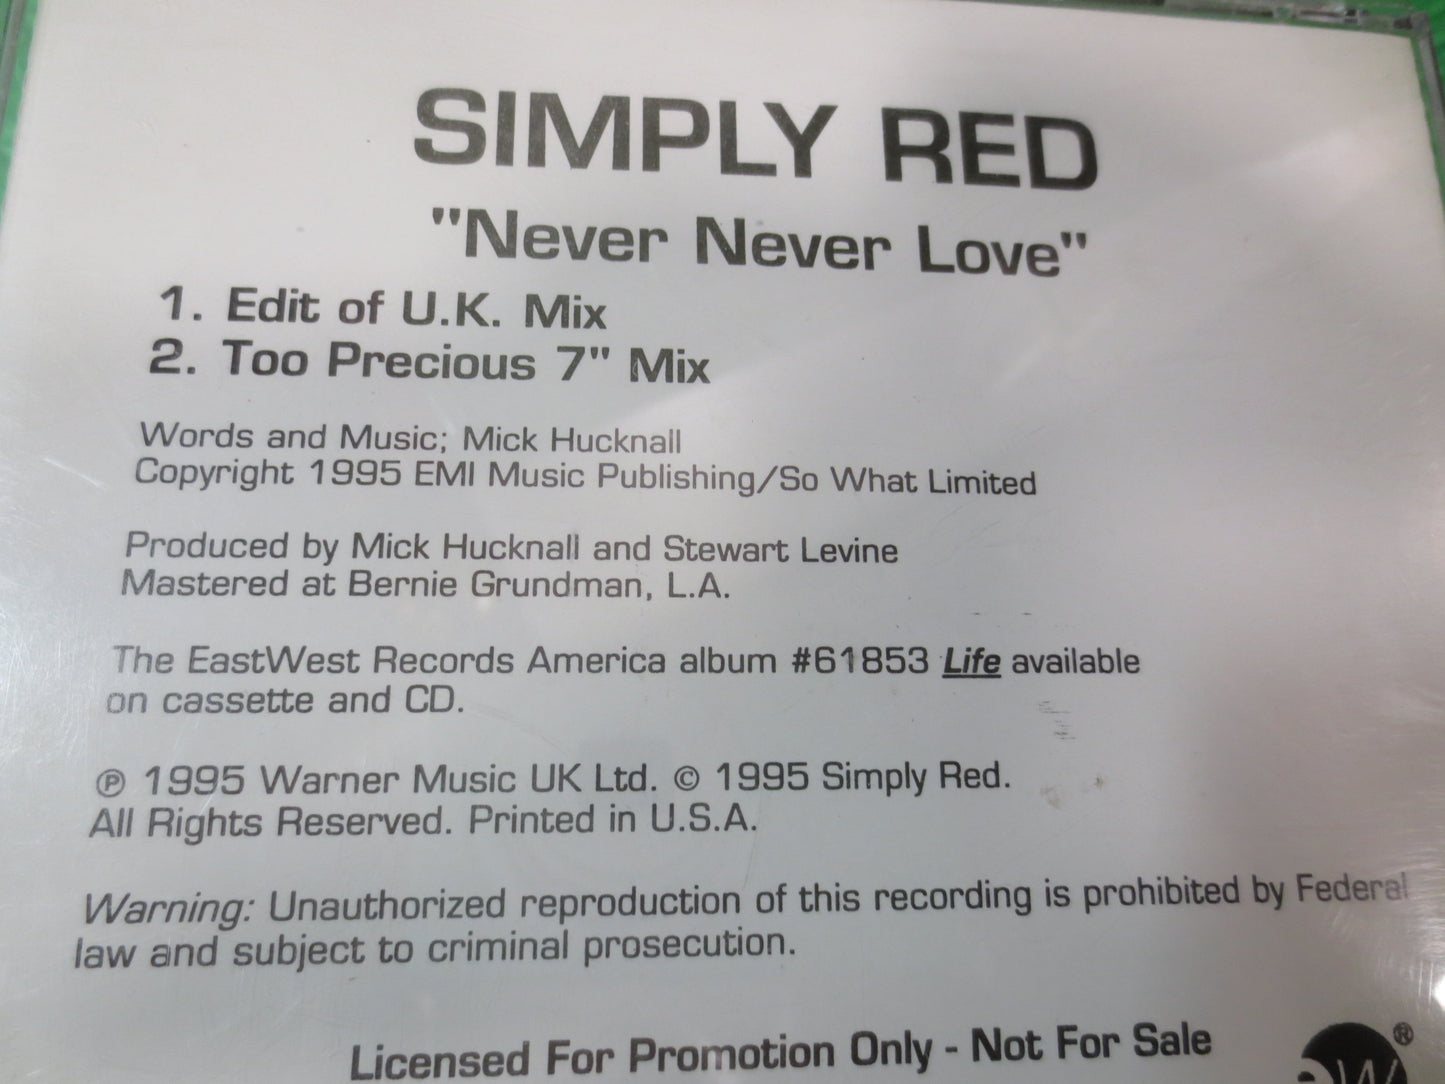 SIMPLY RED
"Never Never Love"
1. Edit of U.K. Mix
2. Too Precious 7" Mix
Words and Music; Mick Hucknall
Copyright 1995 EMI Music Publishing/So What Limited
Produced by Mick Hucknall and Stewart Levine
Mastered at Bernie Grundman, L.A.
The EastWest Records America album #61853 Life available
on cassette and CD.
℗ 1995 Warner Music UK Ltd. © 1995 Simply Red.
All Rights Reserved. Printed in U.S.A.
Warning: Unauthorized reproduction of this recording is prohibited by Federal
law and subject to criminal prosecution.
Licensed For Promotion Only - Not For Sale
ew®